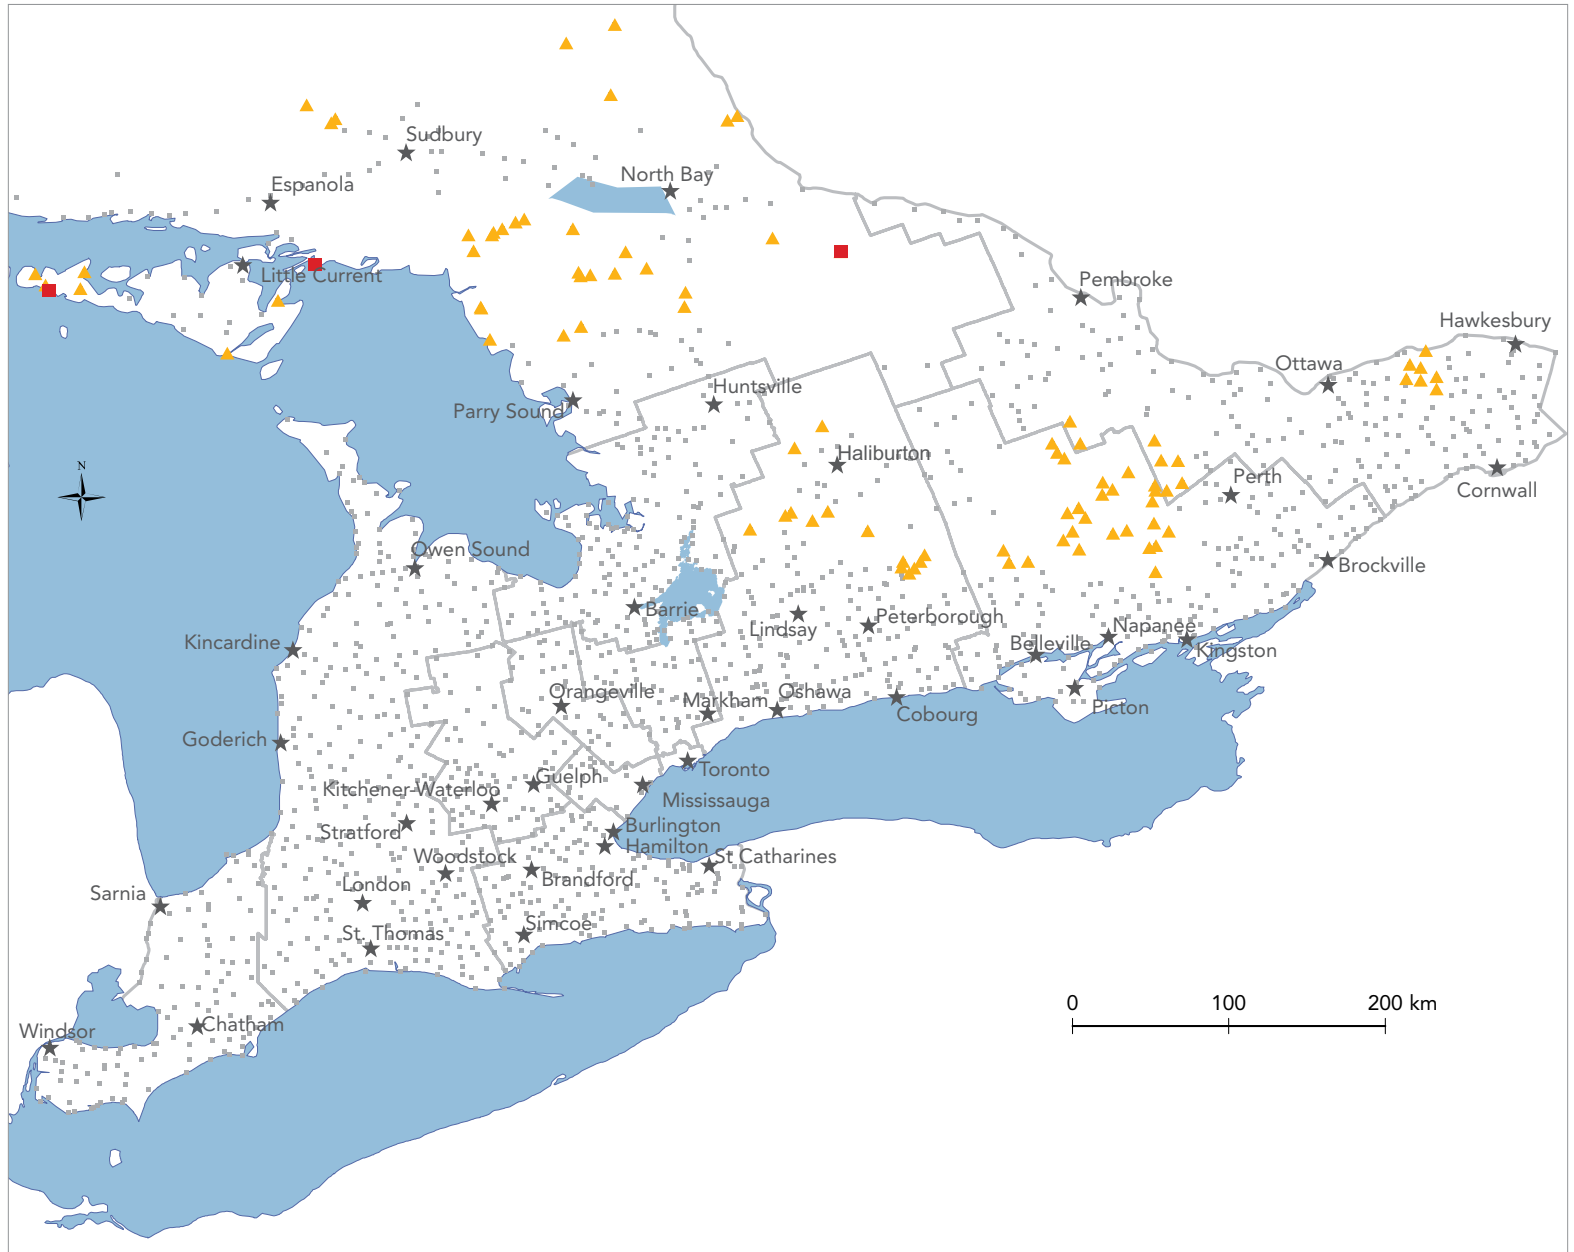 Sudbury
North Bay
Espanola
Little Current
Pembroke
Hawkesbury
Ottawa
Huntsville
Parry Sound
Haliburton
N
Perth
Cornwall
Owen Sound
Brockville
Barrie
Lindsay
Peterborough
Napanee
Belleville
Kingston
Kincardine
Orangeville
Markham
Oshawa
Cobourg
Picton
Goderich
Toronto
Guelph
Kitchener-Waterloo
Mississauga
Stratford
Burlington
Hamilton
Woodstock
St Catharines
London
Brandford
Sarnia
St. Thomas
Simcoe
0 100 200 km
Windsor
Chatham